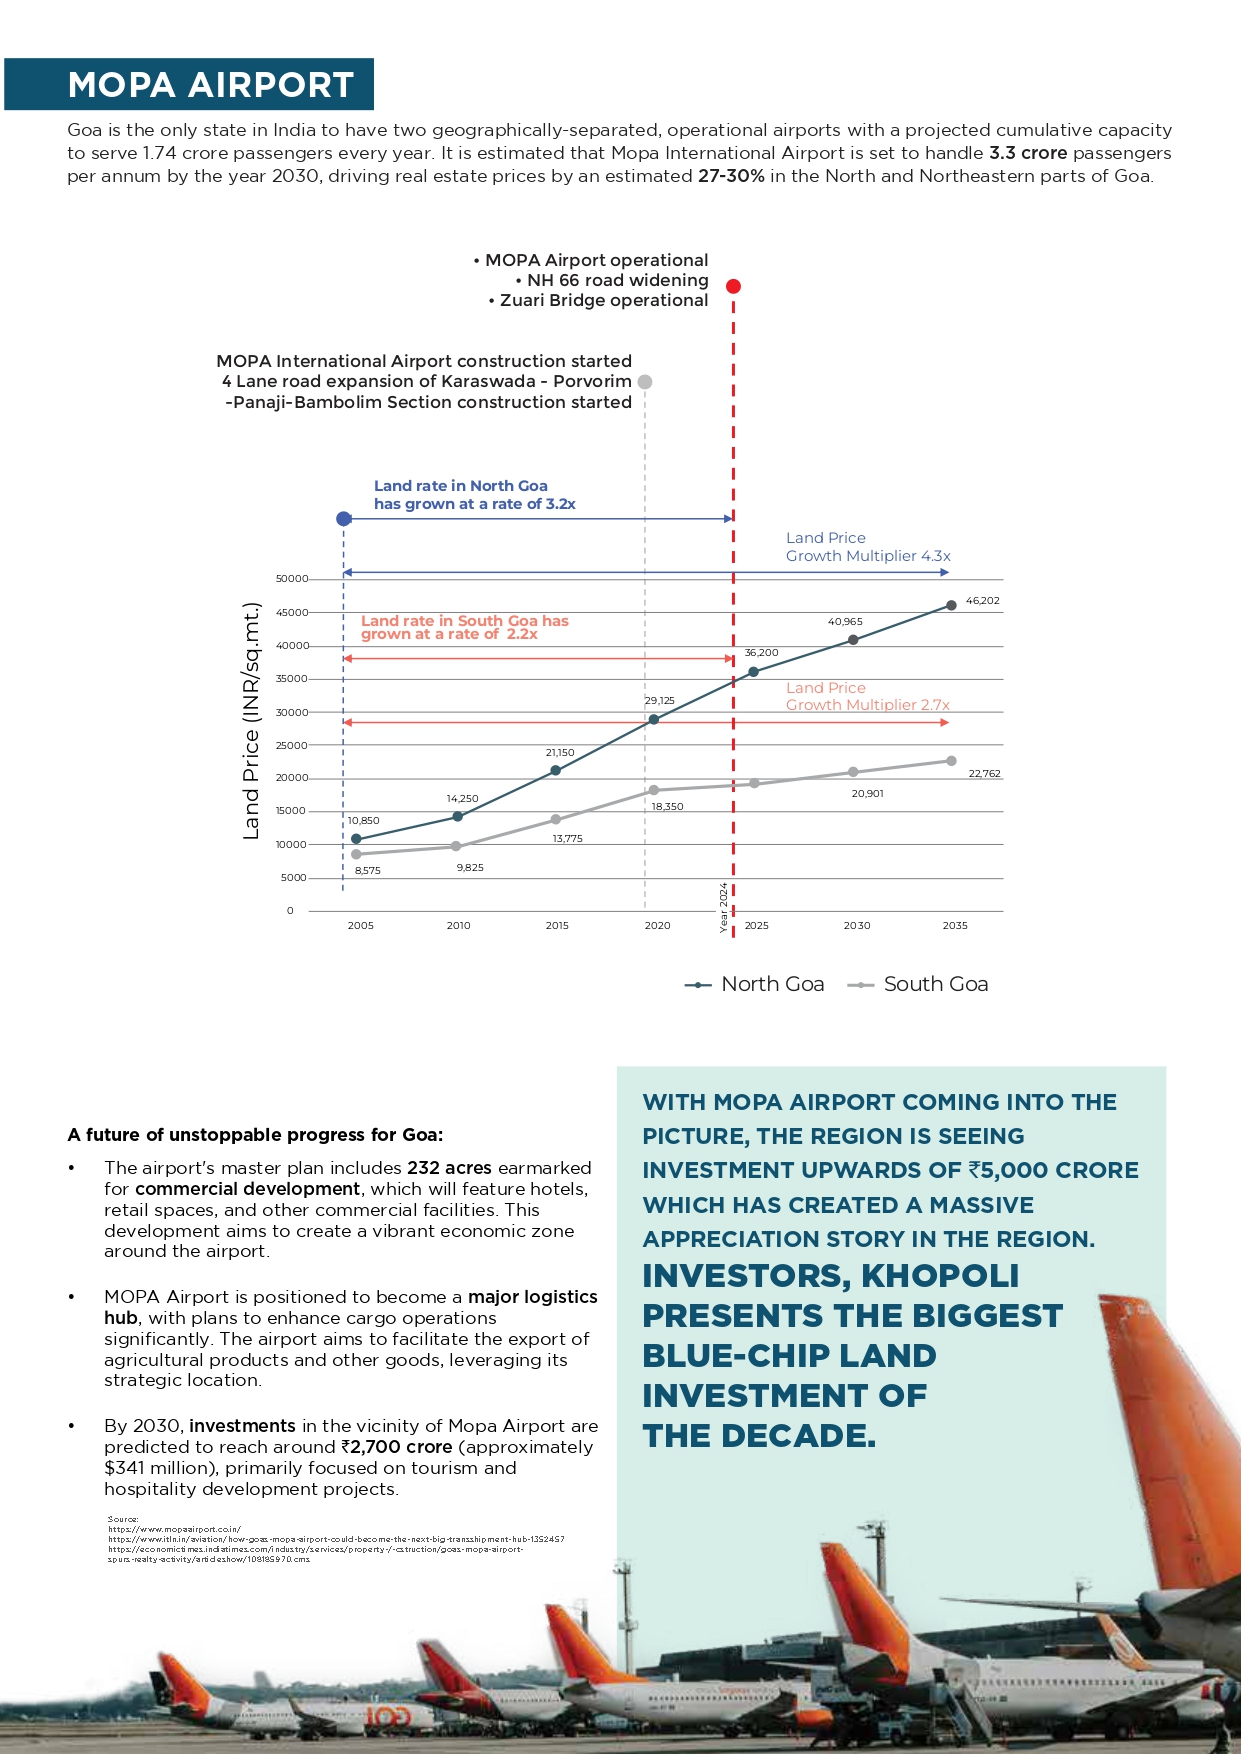 MOPA AIRPORT
Goa is the only state in India to have two geographically-separated, operational airports with a projected cumulative capacity
to serve 1.74 crore passengers every year. It is estimated that Mopa International Airport is set to handle 3.3 crore passengers
per annum by the year 2030, driving real estate prices by an estimated 27-30% in the North and Northeastern parts of Goa.
• MOPA Airport operational
• NH 66 road widening
• Zuari Bridge operational
MOPA International Airport construction started
4 Lane road expansion of Karaswada - Porvorim
-Panaji-Bambolim Section construction started
Land rate in North Goa
has grown at a rate of 3.2x
Land Price
Growth Multiplier 4.3x
Land rate in South Goa has
grown at a rate of 2.2x
Land Price
Growth Multiplier 2.7x
Land Price (INR/sq.mt.)
50000
45000
40000
35000
30000
25000
20000
15000
10000
5000
0
10,850
14,250
21,150
29,125
36,200
40,965
46,202
8,575
9,825
13,775
18,350
20,901
22,762
2005
2010
2015
2020
Year 2024
2025
2030
2035
North Goa
South Goa
A future of unstoppable progress for Goa:
• The airport's master plan includes 232 acres earmarked
for commercial development, which will feature hotels,
retail spaces, and other commercial facilities. This
development aims to create a vibrant economic zone
around the airport.
• MOPA Airport is positioned to become a major logistics
hub, with plans to enhance cargo operations
significantly. The airport aims to facilitate the export of
agricultural products and other goods, leveraging its
strategic location.
• By 2030, investments in the vicinity of Mopa Airport are
predicted to reach around ₹2,700 crore (approximately
$341 million), primarily focused on tourism and
hospitality development projects.
Source:
https://www.mopaairport.co.in/
https://www.itln.in/aviation/how-goas-mopa-airport-could-become-the-next-big-transshipment-hub-1352457
https://economictimes.indiatimes.com/industry/services/property-/-cstruction/goas-mopa-airport-
spurs-realty-activity/articleshow/108185970.cms
WITH MOPA AIRPORT COMING INTO THE
PICTURE, THE REGION IS SEEING
INVESTMENT UPWARDS OF ₹5,000 CRORE
WHICH HAS CREATED A MASSIVE
APPRECIATION STORY IN THE REGION.
INVESTORS, KHOPOLI
PRESENTS THE BIGGEST
BLUE-CHIP LAND
INVESTMENT OF
THE DECADE.